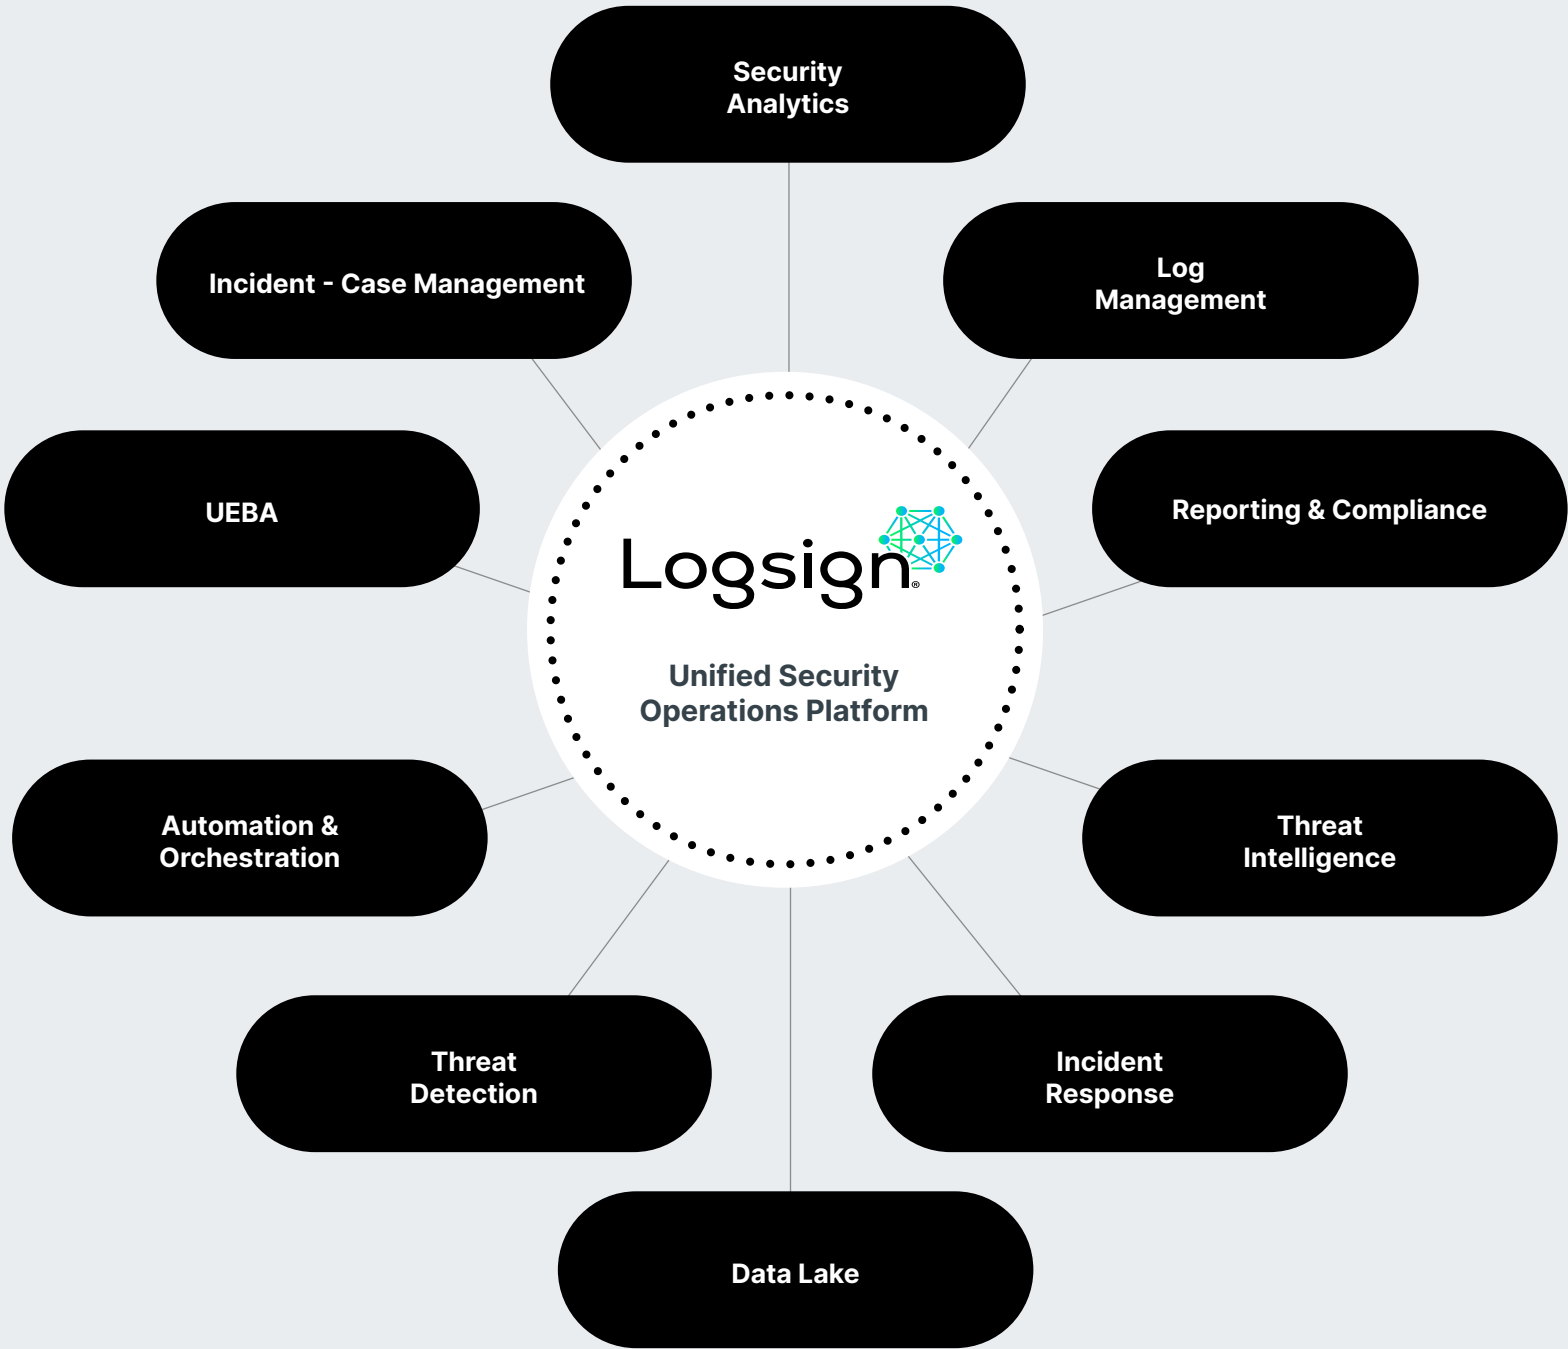 Security
Analytics
Incident - Case Management
Log
Management
UEBA
Reporting & Compliance
Logsign®
Unified Security
Operations Platform
Automation &
Orchestration
Threat
Intelligence
Threat
Detection
Incident
Response
Data Lake